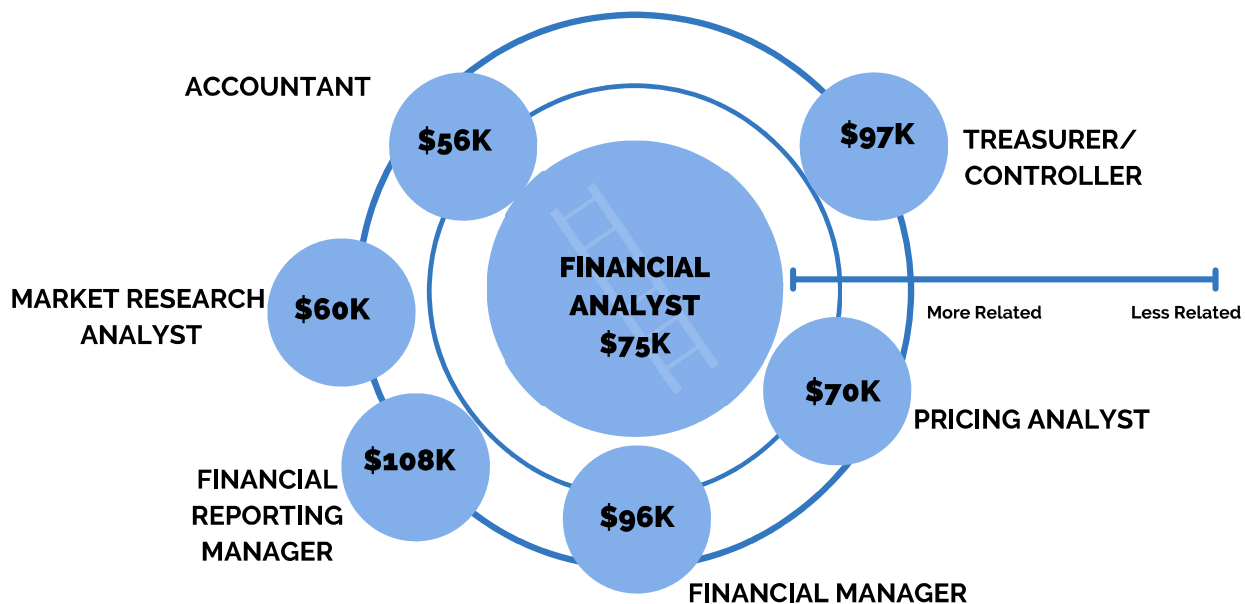 ACCOUNTANT
$56K
$97K
TREASURER/
CONTROLLER
FINANCIAL
ANALYST
$75K
MARKET RESEARCH
ANALYST
$60K
More Related
Less Related
$70K
PRICING ANALYST
$108K
FINANCIAL
REPORTING
MANAGER
$96K
FINANCIAL MANAGER